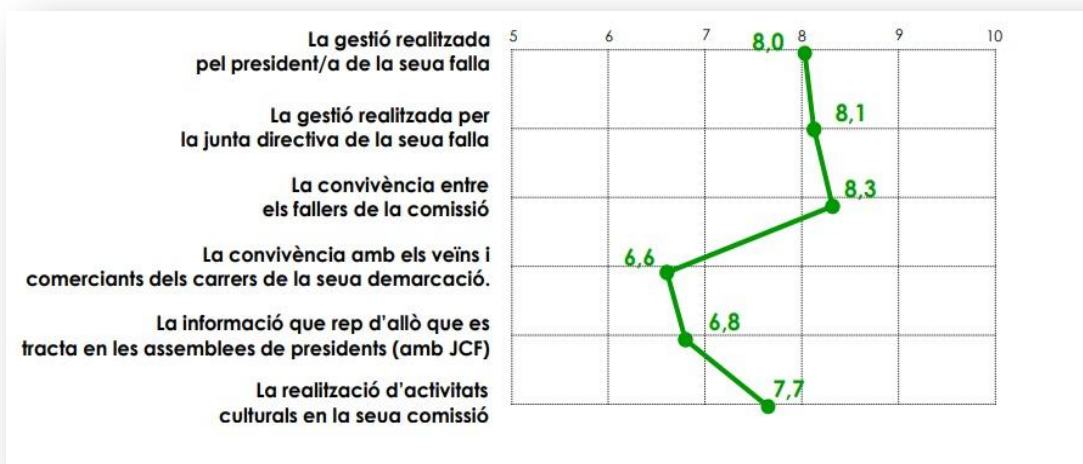 5 6 7 8 9 10
La gestió realitzada
pel president/a de la seua falla
8,0
La gestió realitzada per
la junta directiva de la seua falla
8,1
La convivència entre
els fallers de la comissió
8,3
La convivència amb els veïns i
comerciants dels carrers de la seua demarcació.
6,6
La informació que rep d'allò que es
tracta en les assemblees de presidents (amb JCF)
6,8
La realització d'activitats
culturals en la seua comissió
7,7